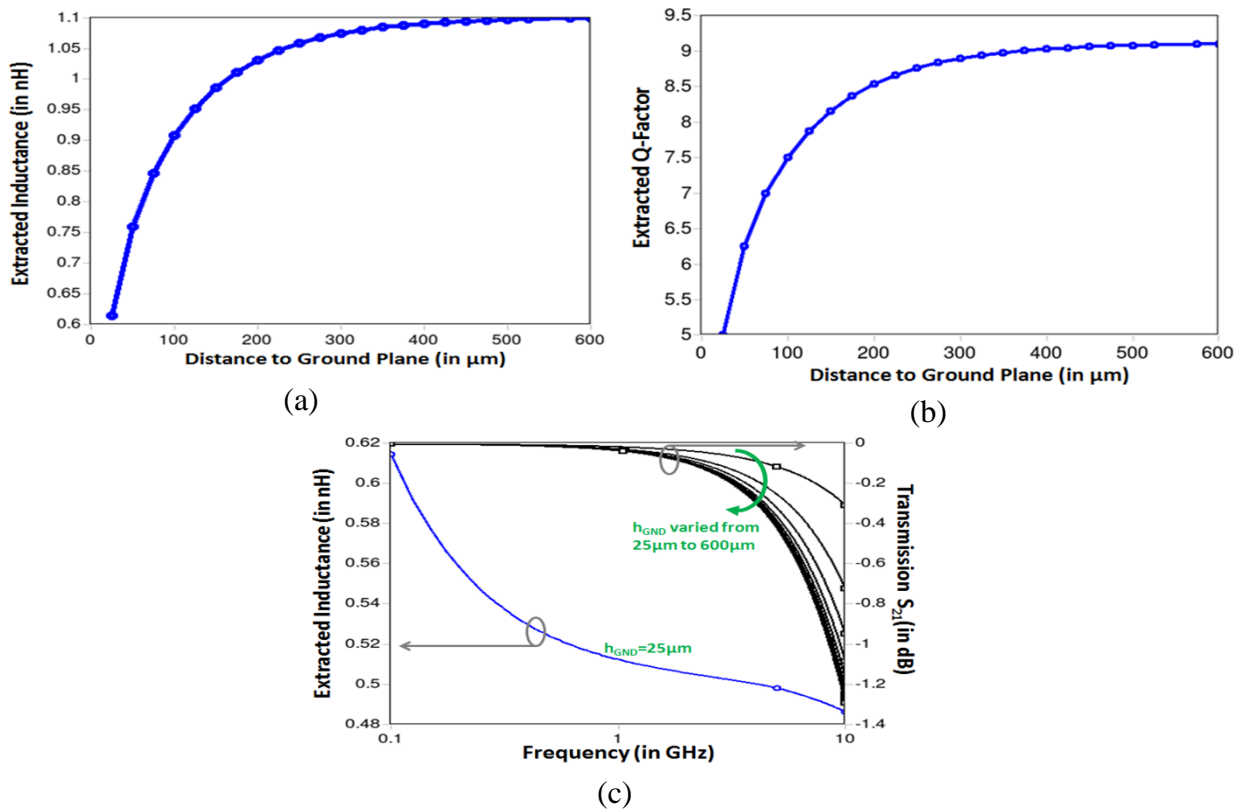 1.1
1.05
1
0.95
0.9
0.85
0.8
0.75
0.7
0.65
0.6
Extracted Inductance (in nH)
0 100 200 300 400 500 600
Distance to Ground Plane (in µm)
(a)
9.5
9
8.5
8
7.5
7
6.5
6
5.5
5
Extracted Q-Factor
0 100 200 300 400 500 600
Distance to Ground Plane (in µm)
(b)
0.62
0.6
0.58
0.56
0.54
0.52
0.5
0.48
Extracted Inductance (in nH)
0
-0.2
-0.4
-0.6
-0.8
-1
-1.2
-1.4
Transmission S21(in dB)
hGND varied from
25µm to 600µm
hGND=25µm
0.1 1 10
Frequency (in GHz)
(c)